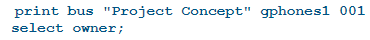 print bus "Project Concept" gphones1 001
select owner;